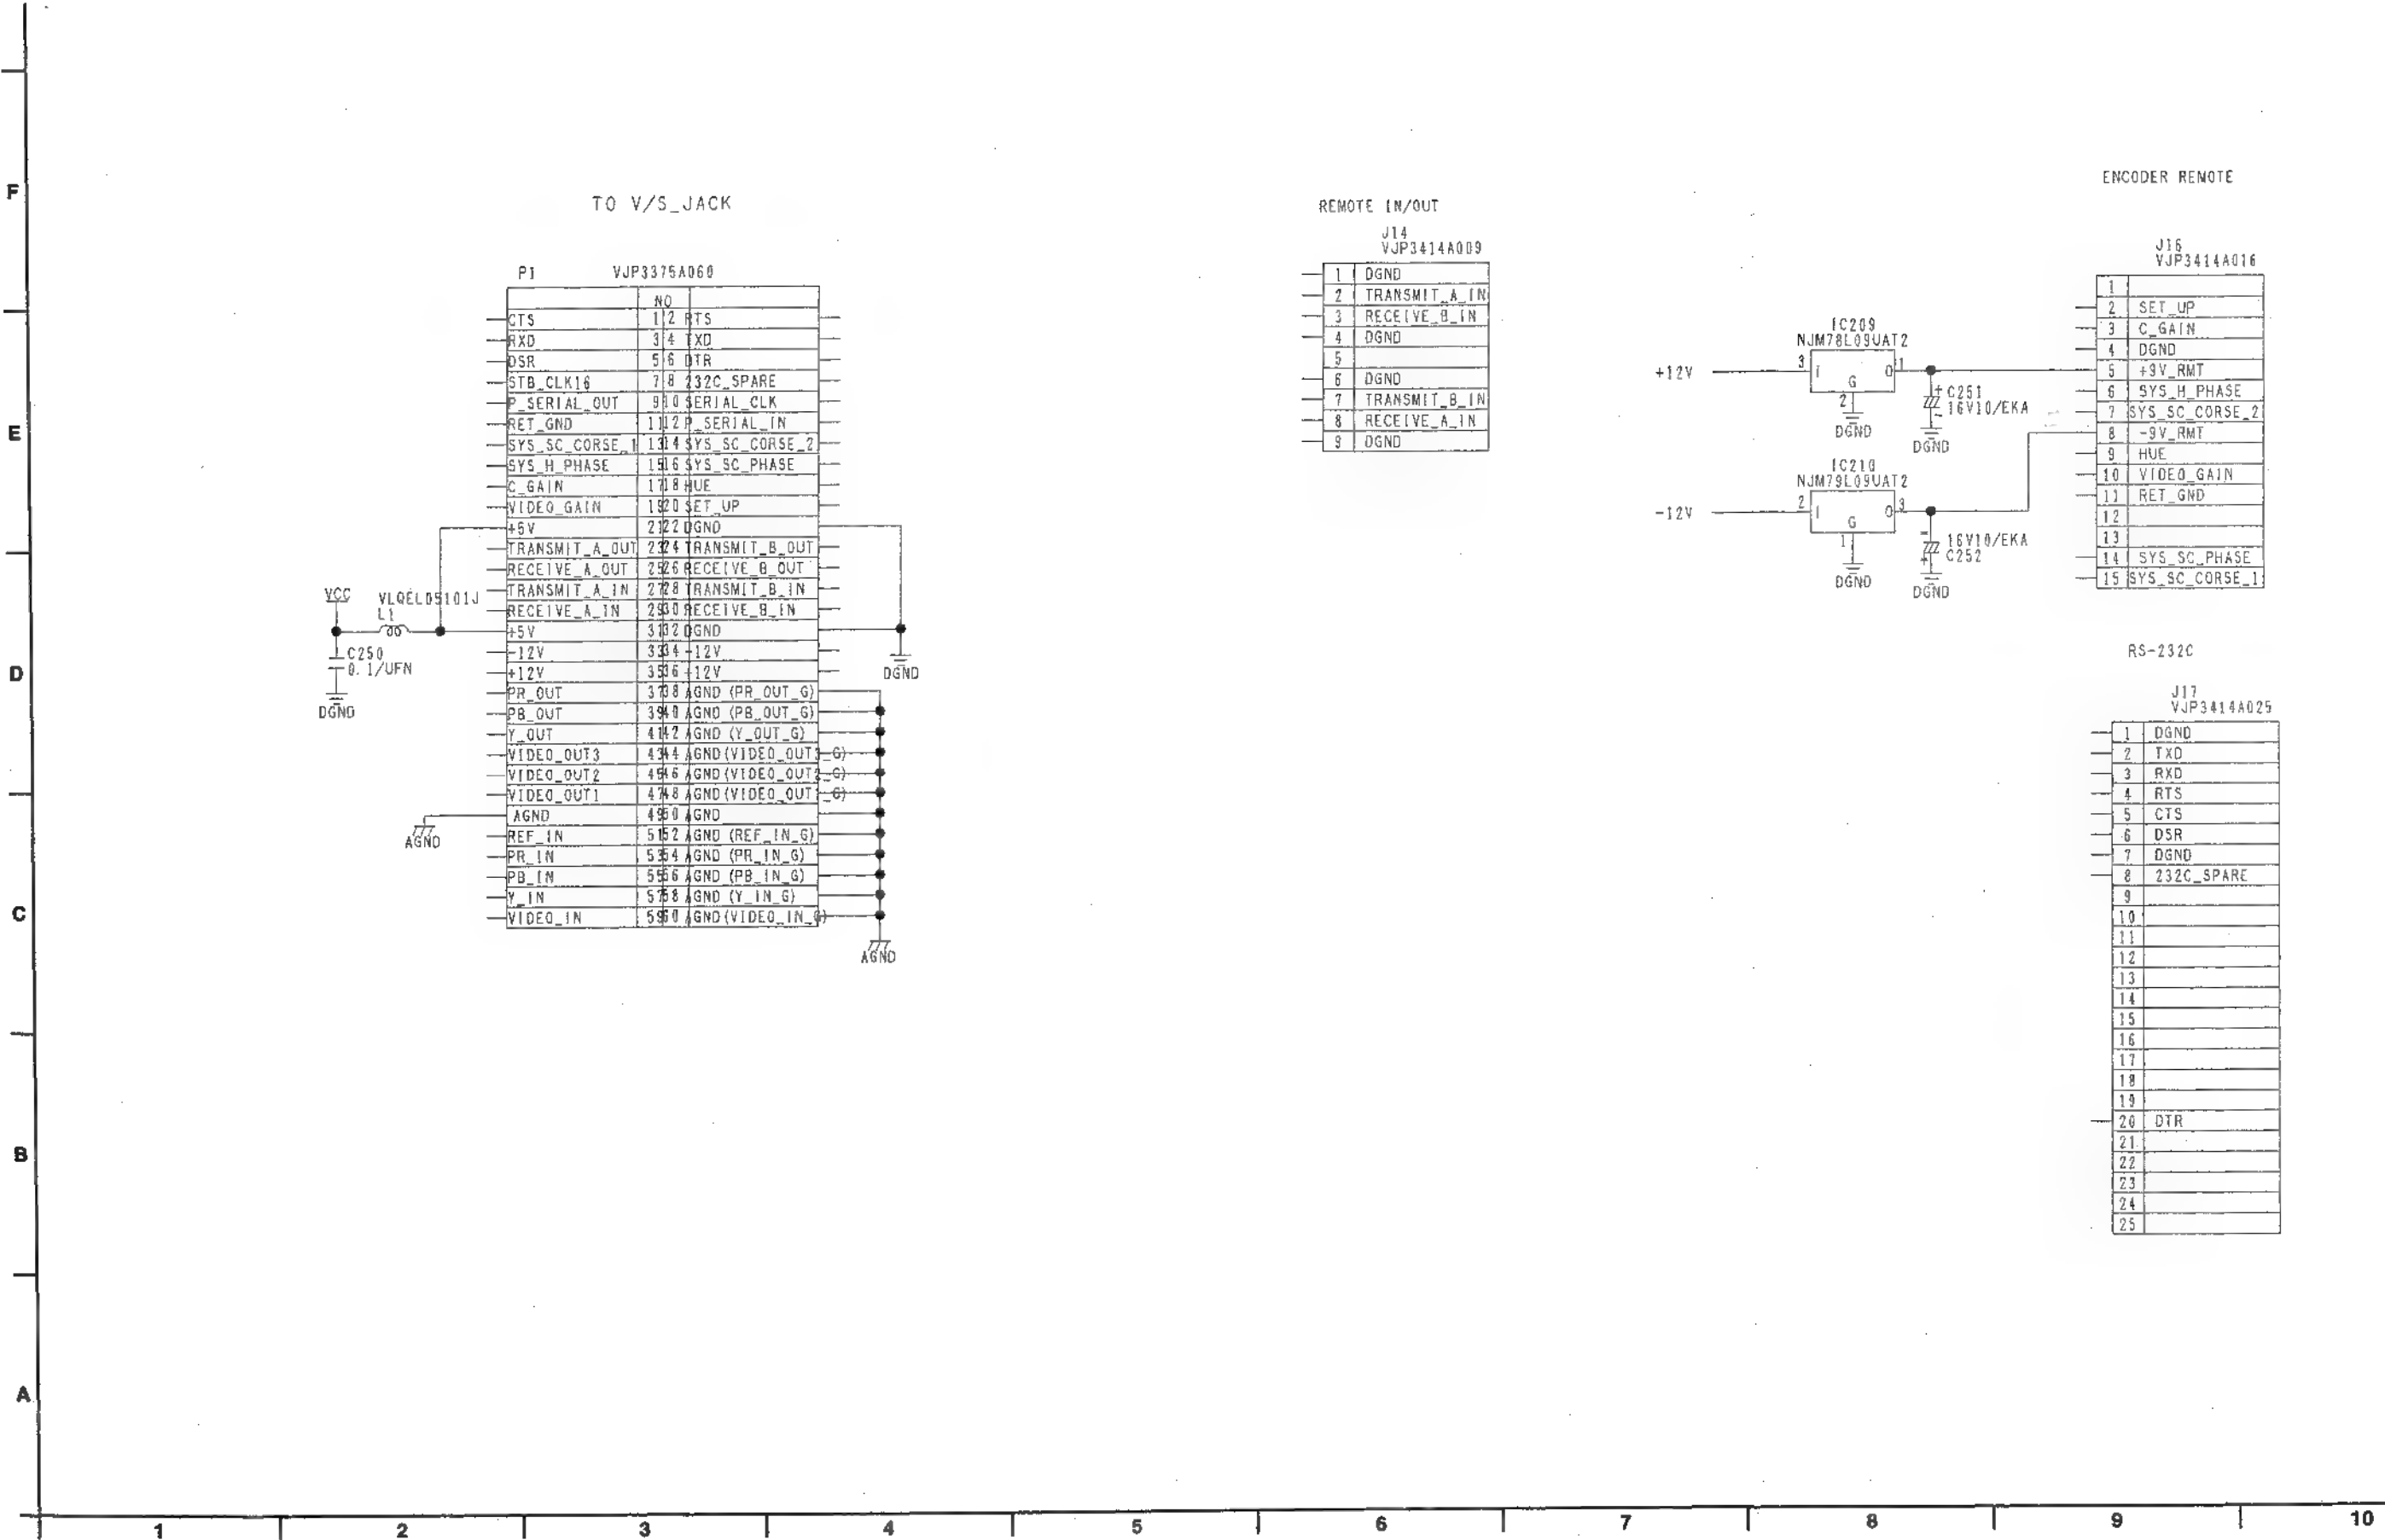 F
E
D
C
B
A
1 2 3 4 5 6 7 8 9 10
TO V/S_JACK
P1 VJP3375A060
NO
CTS 1 2 RTS
RXD 3 4 TXD
DSR 5 6 DTR
STB_CLK16 7 8 232C_SPARE
P_SERIAL_OUT 9 10 SERIAL_CLK
RET_GND 11 12 P_SERIAL_IN
SYS_SC_CORSE_1 13 14 SYS_SC_CORSE_2
SYS_H_PHASE 15 16 SYS_SC_PHASE
C_GAIN 17 18 HUE
VIDEO_GAIN 19 20 SET_UP
+5V 21 22 DGND
TRANSMIT_A_OUT 23 24 TRANSMIT_B_OUT
RECEIVE_A_OUT 25 26 RECEIVE_B_OUT
TRANSMIT_A_IN 27 28 TRANSMIT_B_IN
RECEIVE_A_IN 29 30 RECEIVE_B_IN
+5V 31 32 DGND
-12V 33 34 -12V
+12V 35 36 +12V
PR_OUT 37 38 AGND (PR_OUT_G)
PB_OUT 39 40 AGND (PB_OUT_G)
Y_OUT 41 42 AGND (Y_OUT_G)
VIDEO_OUT3 43 44 AGND(VIDEO_OUT3_G)
VIDEO_OUT2 45 46 AGND(VIDEO_OUT2_G)
VIDEO_OUT1 47 48 AGND(VIDEO_OUT1_G)
AGND 49 50 AGND
REF_IN 51 52 AGND (REF_IN_G)
PR_IN 53 54 AGND (PR_IN_G)
PB_IN 55 56 AGND (PB_IN_G)
Y_IN 57 58 AGND (Y_IN_G)
VIDEO_IN 59 60 AGND(VIDEO_IN_G)
VCC
VLQEL05101J
L1
C250
0.1/UFN
DGND
AGND
DGND
AGND
REMOTE IN/OUT
J14
VJP3414A009
1 DGND
2 TRANSMIT_A_IN
3 RECEIVE_B_IN
4 DGND
5
6 DGND
7 TRANSMIT_B_IN
8 RECEIVE_A_IN
9 DGND
IC209
NJM78L09UAT2
+12V 3 I O 1
G
2
DGND
+ C251
16V10/EKA
-
DGND
IC210
NJM79L09UAT2
-12V 2 I O 3
G
1
DGND
- 16V10/EKA
+ C252
DGND
ENCODER REMOTE
J16
VJP3414A016
1
2 SET_UP
3 C_GAIN
4 DGND
5 +9V_RMT
6 SYS_H_PHASE
7 SYS_SC_CORSE_2
8 -9V_RMT
9 HUE
10 VIDEO_GAIN
11 RET_GND
12
13
14 SYS_SC_PHASE
15 SYS_SC_CORSE_1
RS-232C
J17
VJP3414A025
1 DGND
2 TXD
3 RXD
4 RTS
5 CTS
6 DSR
7 DGND
8 232C_SPARE
9
10
11
12
13
14
15
16
17
18
19
20 DTR
21
22
23
24
25